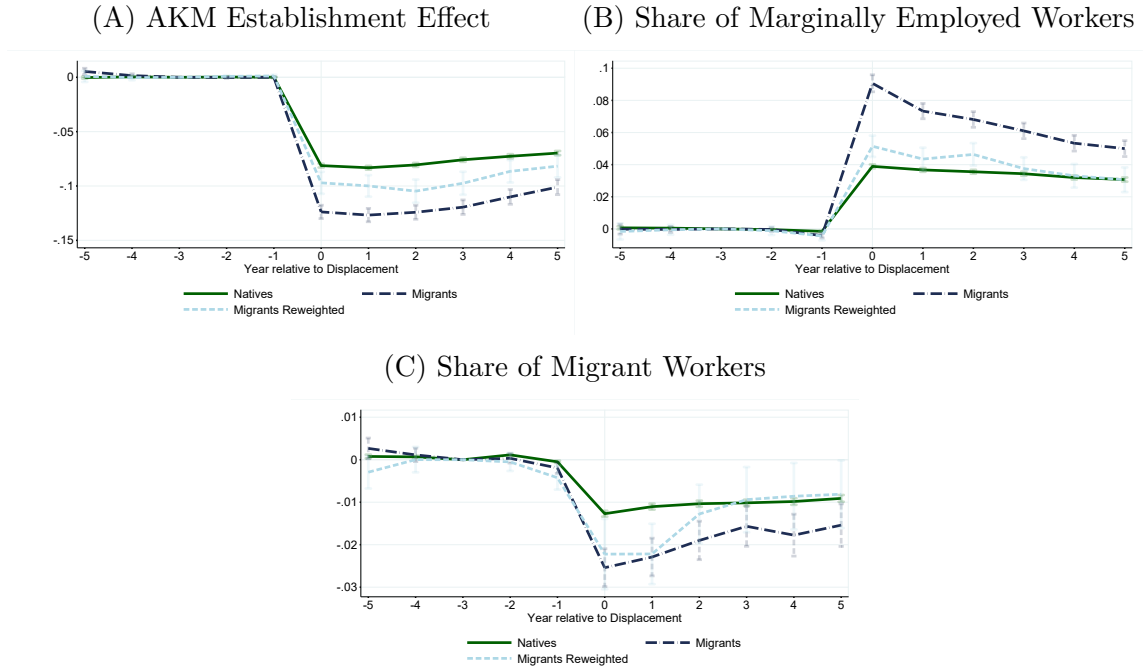 (A) AKM Establishment Effect
0
-.05
-.1
-.15
-5 -4 -3 -2 -1 0 1 2 3 4 5
Year relative to Displacement
Natives Migrants
Migrants Reweighted
(B) Share of Marginally Employed Workers
.1
.08
.06
.04
.02
0
-5 -4 -3 -2 -1 0 1 2 3 4 5
Year relative to Displacement
Natives Migrants
Migrants Reweighted
(C) Share of Migrant Workers
.01
0
-.01
-.02
-.03
-5 -4 -3 -2 -1 0 1 2 3 4 5
Year relative to Displacement
Natives Migrants
Migrants Reweighted